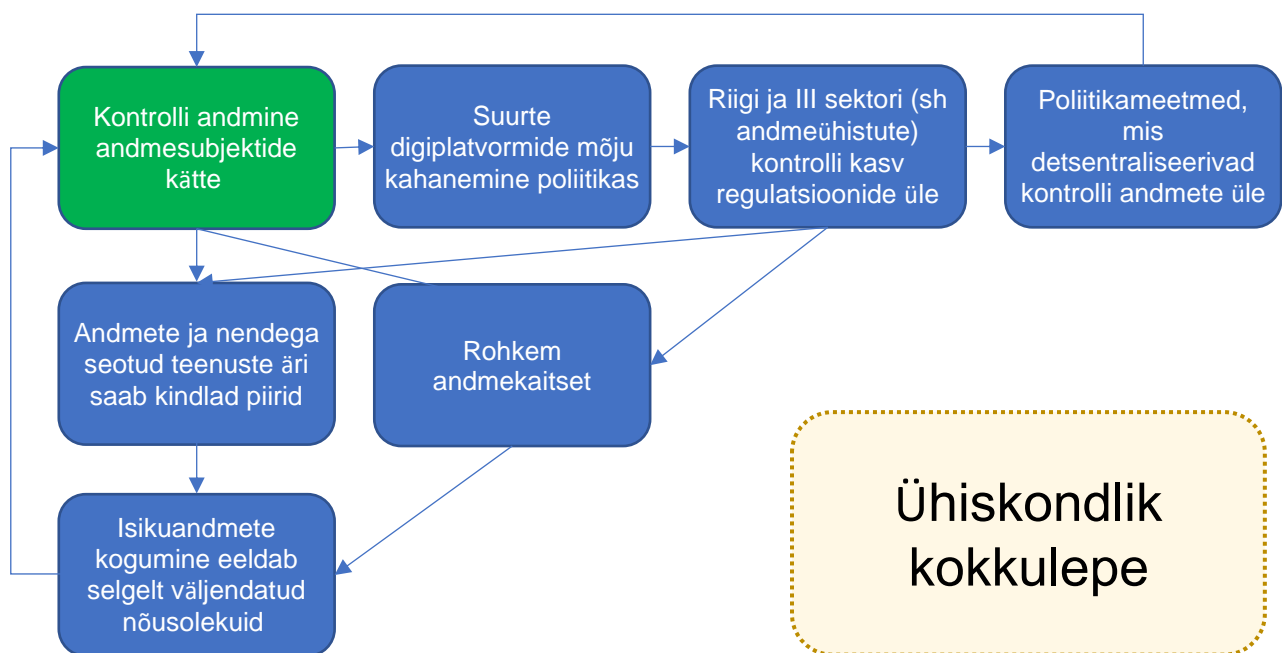 Kontrolli andmine
andmesubjektide
kätte
Suurte
digiplatvormide mõju
kahanemine poliitikas
Riigi ja III sektori (sh
andmeühistute)
kontrolli kasv
regulatsioonide üle
Poliitikameetmed,
mis
detsentraliseerivad
kontrolli andmete üle
Andmete ja nendega
seotud teenuste äri
saab kindlad piirid
Rohkem
andmekaitset
Isikuandmete
kogumine eeldab
selgelt väljendatud
nõusolekuid
Ühiskondlik
kokkulepe